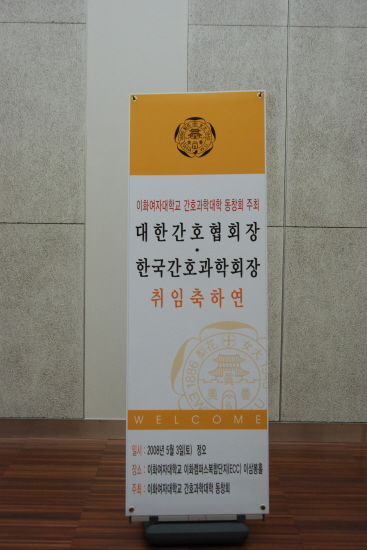 이화여자대학교 간호과학대학 동창회 주최
대한간호협회장
·
한국간호과학회장
취임축하연
1886
WELCOME
일시 : 2008년 5월 3일(토) 정오
장소 : 이화여자대학교 이화캠퍼스복합단지(ECC) 이삼봉홀
주최 : 이화여자대학교 간호과학대학 동창회